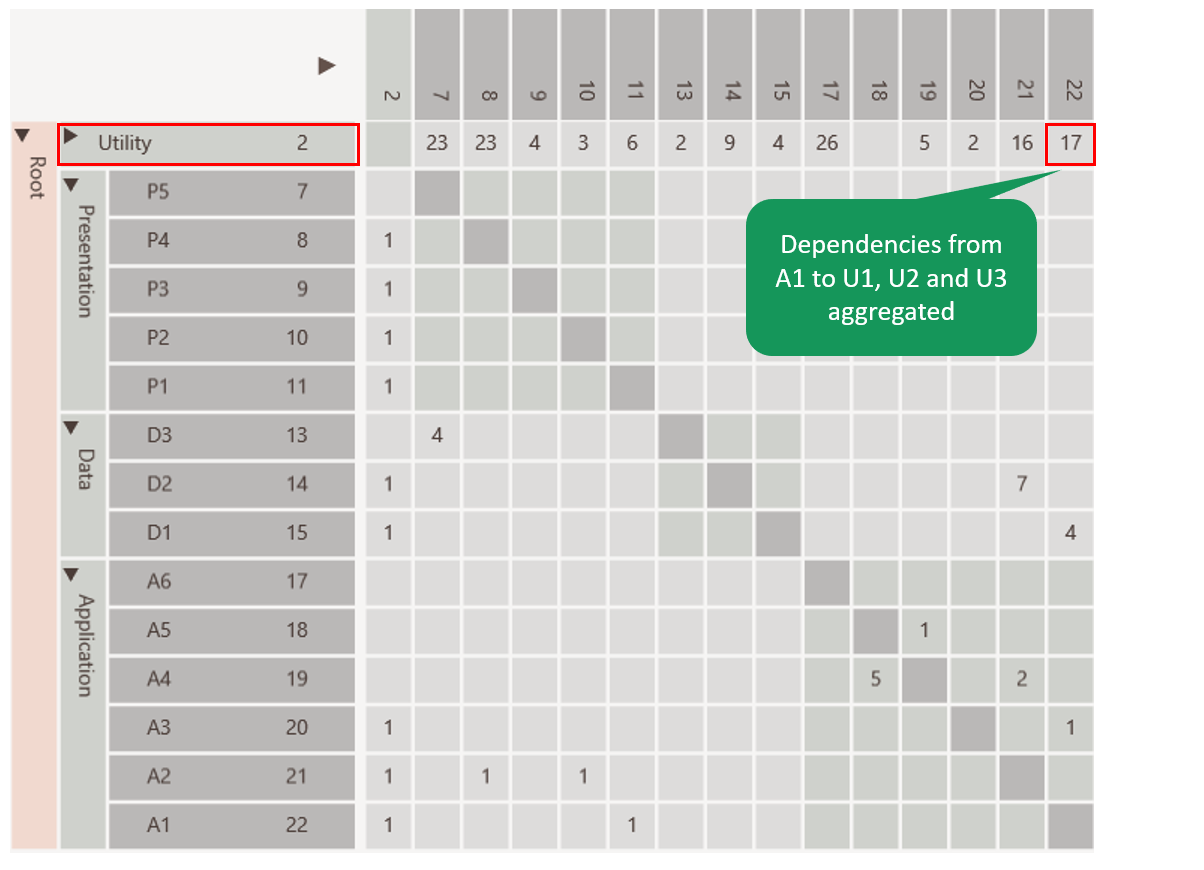 2 7 8 9 10 11 13 14 15 17 18 19 20 21 22
Root
Utility 2 23 23 4 3 6 2 9 4 26 5 2 16 17
Presentation
P5 7
P4 8 1
P3 9 1
P2 10 1
P1 11 1
Dependencies from
A1 to U1, U2 and U3
aggregated
Data
D3 13 4
D2 14 1 7
D1 15 1 4
Application
A6 17
A5 18 1
A4 19 5 2
A3 20 1 1
A2 21 1 1 1
A1 22 1 1